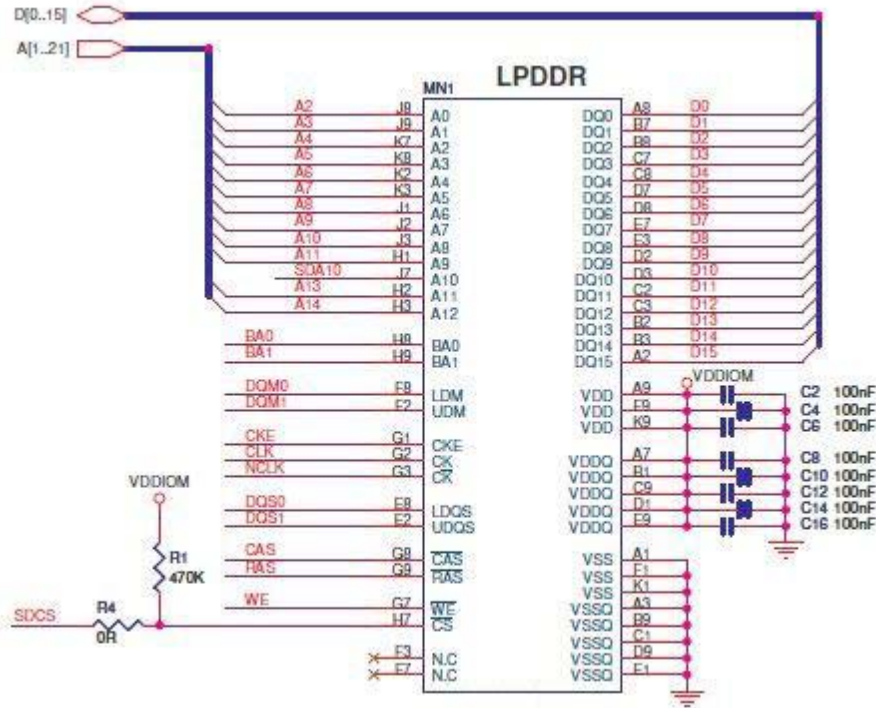 D[0..15]
A[1..21]
LPDDR
MN1
A2 J8 A0 DQ0 A8 D0
A3 J9 A1 DQ1 B7 D1
A4 K7 A2 DQ2 B8 D2
A5 K8 A3 DQ3 C7 D3
A6 K2 A4 DQ4 C8 D4
A7 K3 A5 DQ5 D7 D5
A8 J1 A6 DQ6 D8 D6
A9 J2 A7 DQ7 E7 D7
A10 J3 A8 DQ8 E3 D8
A11 H1 A9 DQ9 D2 D9
SDA10 J7 A10 DQ10 D3 D10
A13 H2 A11 DQ11 C2 D11
A14 H3 A12 DQ12 C3 D12
DQ13 B2 D13
BA0 H8 BA0 DQ14 B3 D14
BA1 H9 BA1 DQ15 A2 D15
VDDIOM
DQM0 F8 LDM VDD A9 C2 100nF
DQM1 F2 UDM VDD F9 C4 100nF
VDD K9 C6 100nF
CKE G1 CKE
CLK G2 CK VDDQ A7 C8 100nF
NCLK G3 CK VDDQ B1 C10 100nF
VDDIOM
VDDQ C9 C12 100nF
DQS0 E8 LDQS VDDQ D1 C14 100nF
DQS1 E2 UDQS VDDQ E9 C16 100nF
R1
470K
CAS G8 CAS VSS A1
RAS G9 RAS VSS F1
VSS K1
WE G7 WE VSSQ A3
SDCS R4 0R H7 CS VSSQ B9
VSSQ C1
F3 N.C VSSQ D9
F7 N.C VSSQ E1